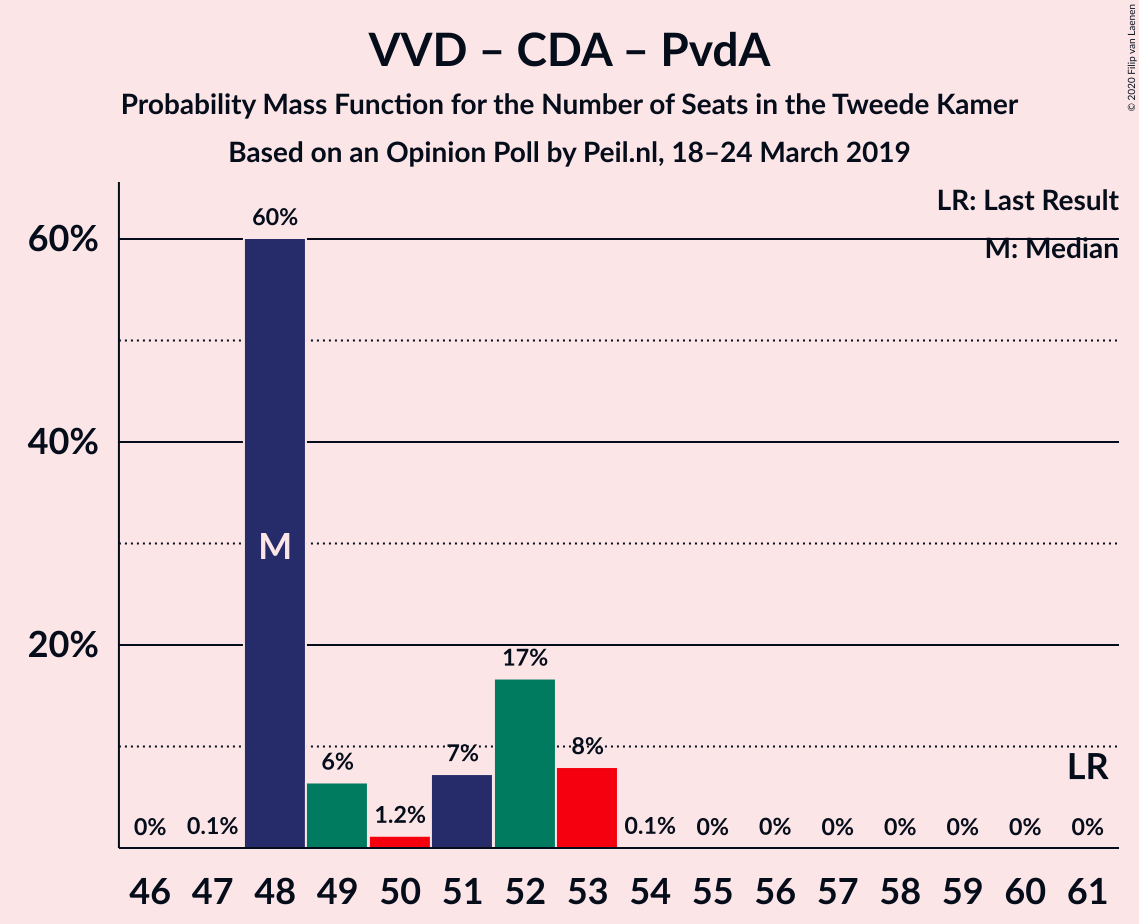 VVD – CDA – PvdA
Probability Mass Function for the Number of Seats in the Tweede Kamer
Based on an Opinion Poll by Peil.nl, 18–24 March 2019
© 2020 Filip van Laenen
LR: Last Result
M: Median
60%
40%
20%
0%
0.1%
60%
6%
1.2%
7%
17%
8%
0.1%
0%
0%
0%
0%
0%
0%
0%
M
LR
46 47 48 49 50 51 52 53 54 55 56 57 58 59 60 61